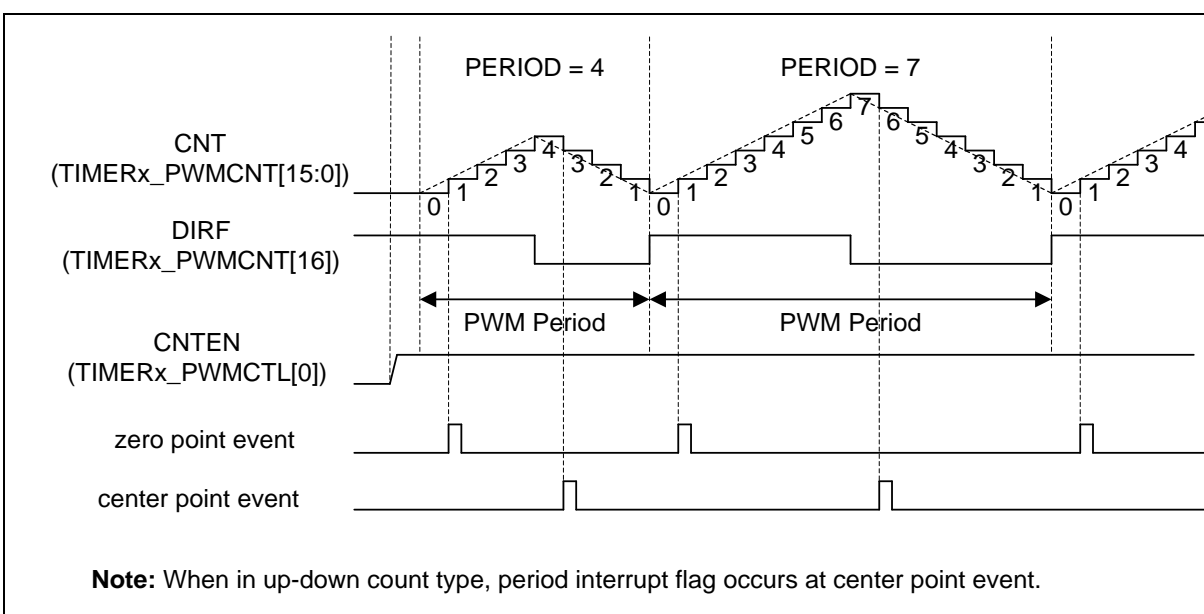 PERIOD = 4 PERIOD = 7
CNT
(TIMERx_PWMCNT[15:0])
0 1 2 3 4 3 2 1 0 1 2 3 4 5 6 7 6 5 4 3 2 1 0 1 2 3 4
DIRF
(TIMERx_PWMCNT[16])
PWM Period PWM Period
CNTEN
(TIMERx_PWMCTL[0])
zero point event
center point event
Note: When in up-down count type, period interrupt flag occurs at center point event.